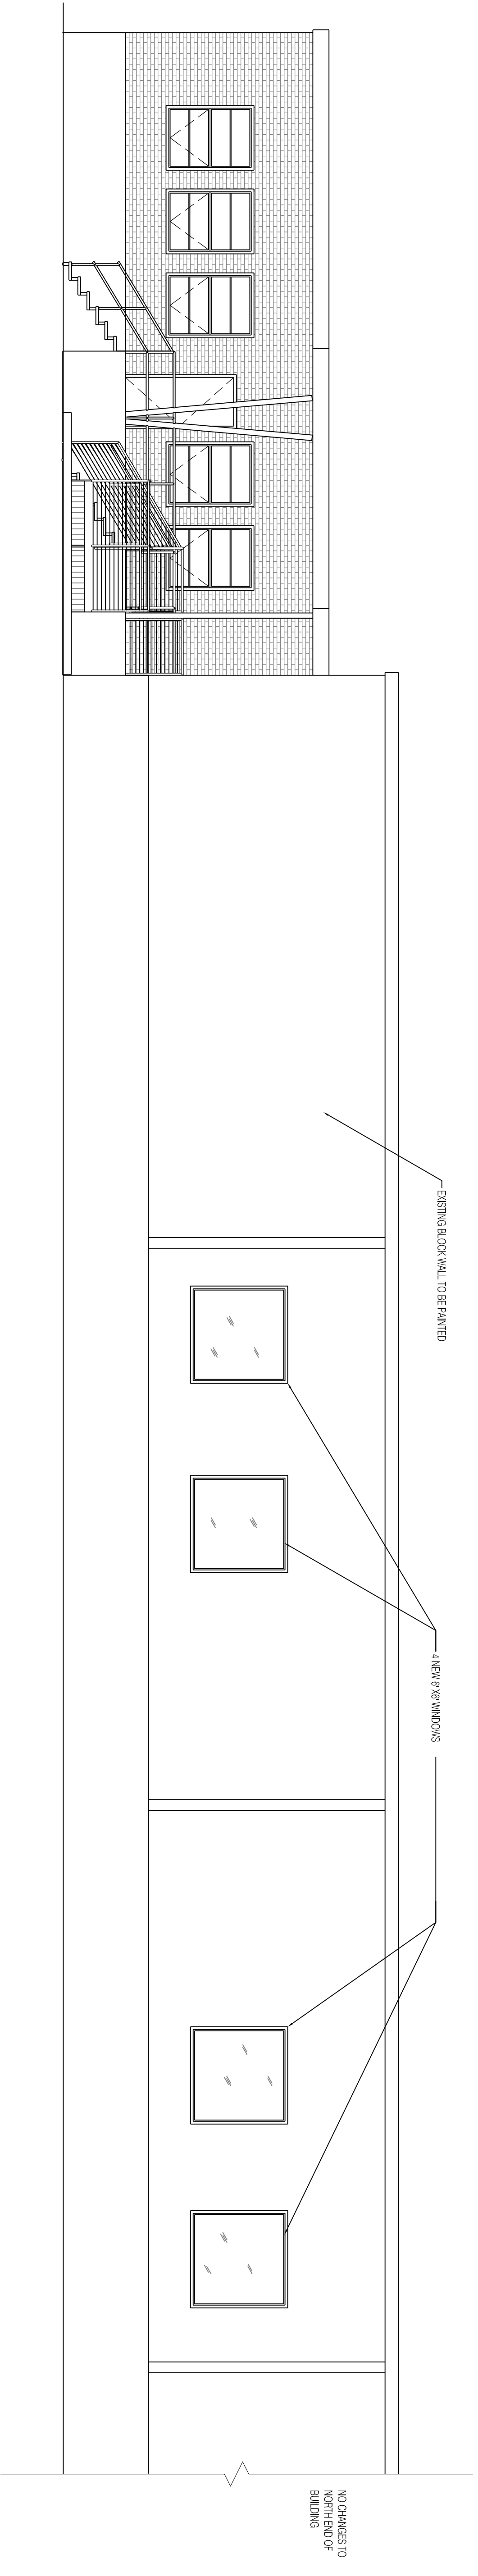 EXISTING BLOCK WALL TO BE PAINTED
4 NEW 6'X6' WINDOWS
NO CHANGES TO
NORTH END OF
BUILDING